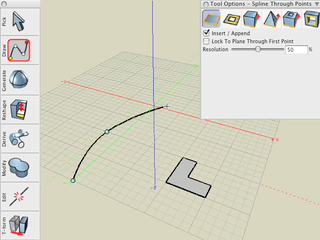 Tool Options - Spline Through Points
Insert / Append
Lock To Plane Through First Point
Resolution 50 %
Pick
Draw
Generate
Reshape
Derive
Modify
Edit
T-form